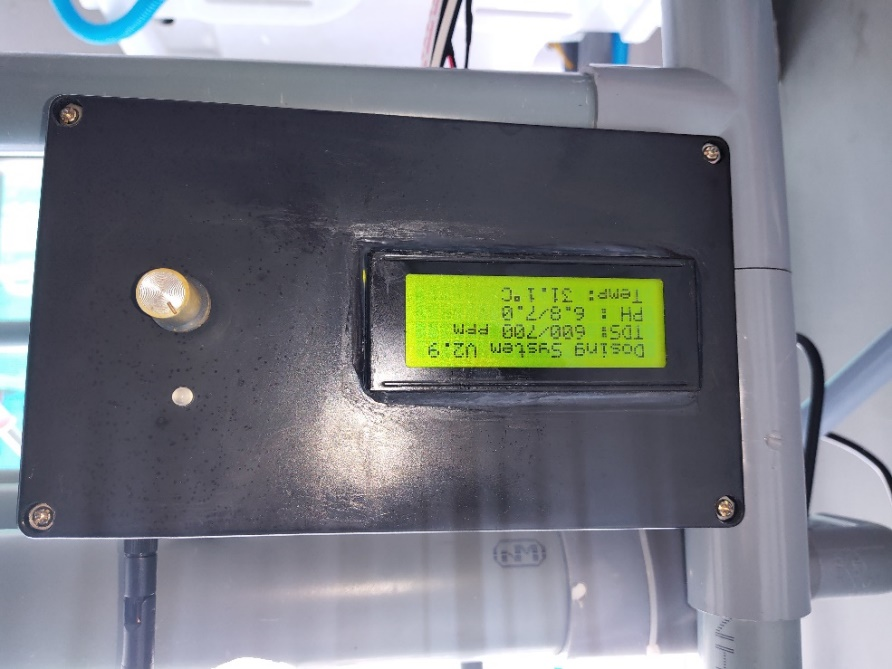 Dosing System V2.9
TDS: 600/700 PPM
PH : 6.8/7.0
Temp: 31.1°C